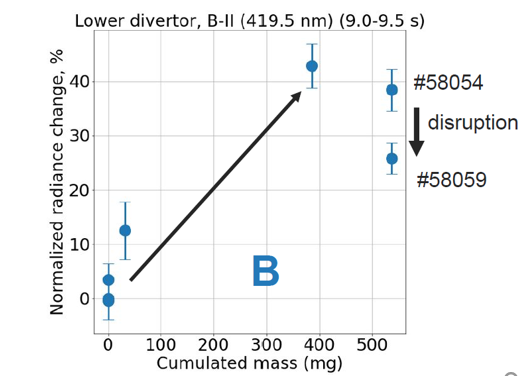 Lower divertor, B-II (419.5 nm) (9.0-9.5 s)
Normalized radiance change, %
40
30
20
10
0
#58054
disruption
#58059
B
0 100 200 300 400 500
Cumulated mass (mg)